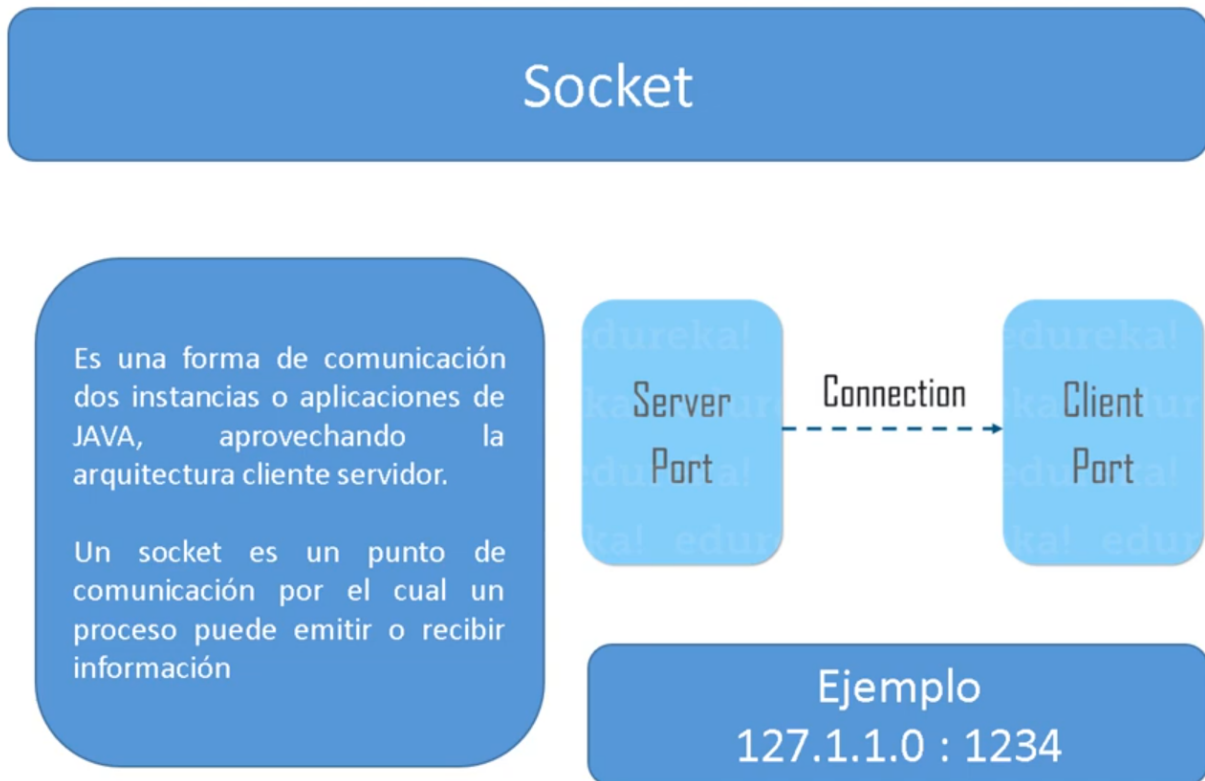 Socket
Es una forma de comunicación
dos instancias o aplicaciones de
JAVA, aprovechando la
arquitectura cliente servidor.
Un socket es un punto de
comunicación por el cual un
proceso puede emitir o recibir
información
Server
Port
Connection
Client
Port
edureka!
edureka!
Ejemplo
127.1.1.0 : 1234